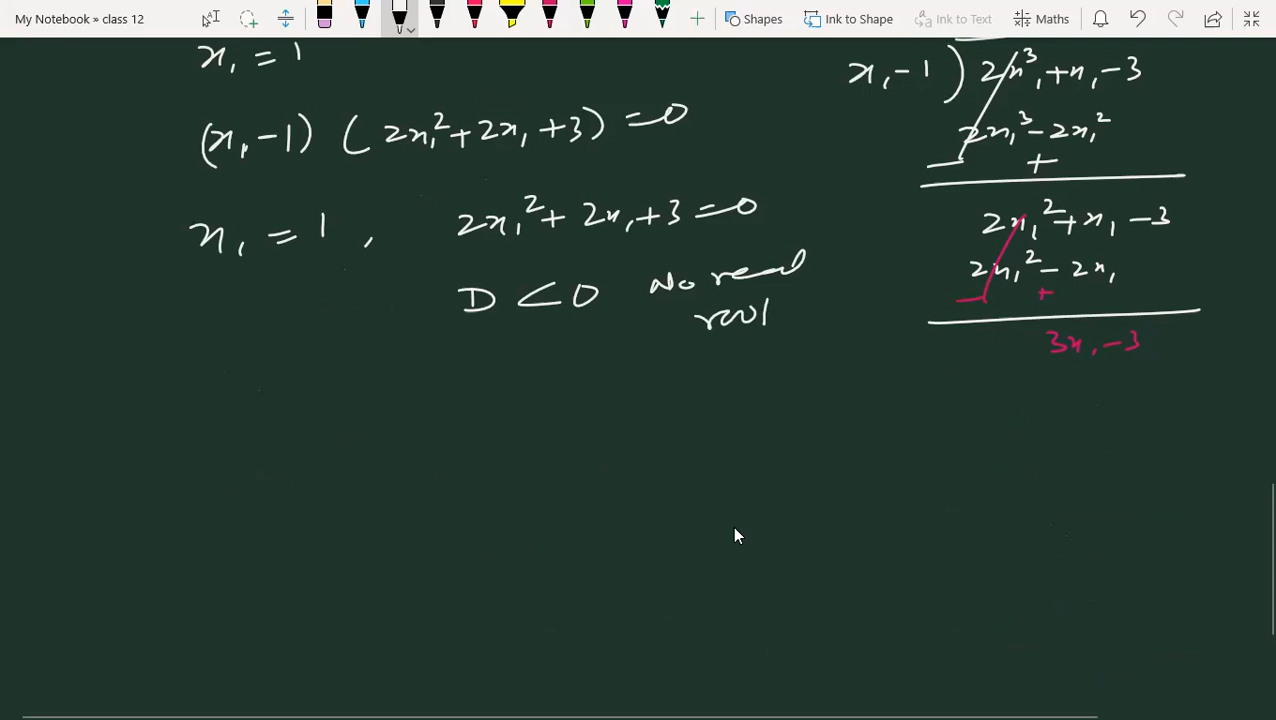 My Notebook » class 12
Shapes
Ink to Shape
Ink to Text
Maths
x₁ = 1
(x₁ - 1) (2x₁² + 2x₁ + 3) = 0
x₁ = 1 , 2x₁² + 2x₁ + 3 = 0
D < 0 No real
root
x₁ - 1 ) 2x₁³ + x₁ - 3
2x₁³ - 2x₁²
- +
2x₁² + x₁ - 3
2x₁² - 2x₁
- +
3x₁ - 3